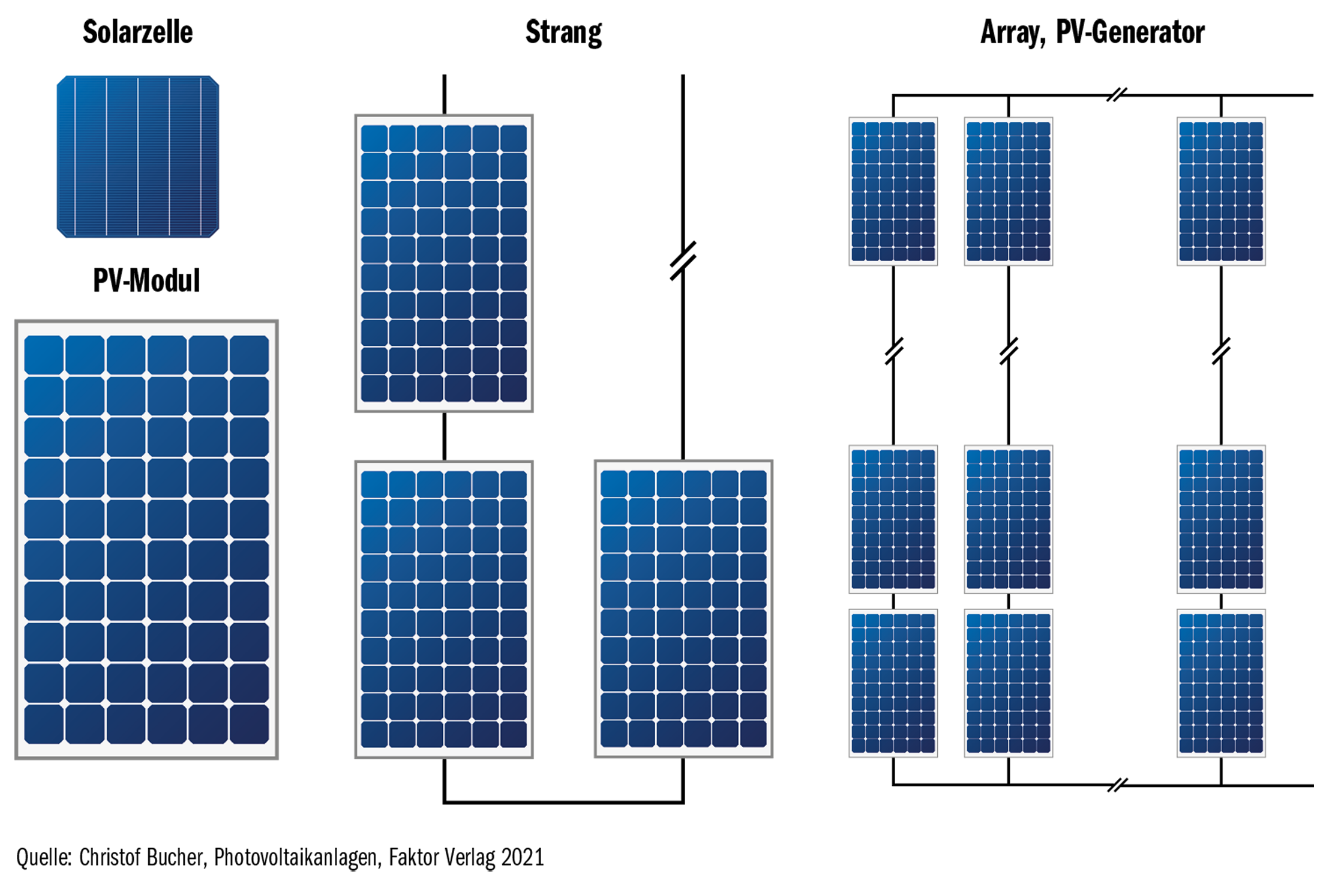 Solarzelle
Strang
Array, PV-Generator
PV-Modul
Quelle: Christof Bucher, Photovoltaikanlagen, Faktor Verlag 2021